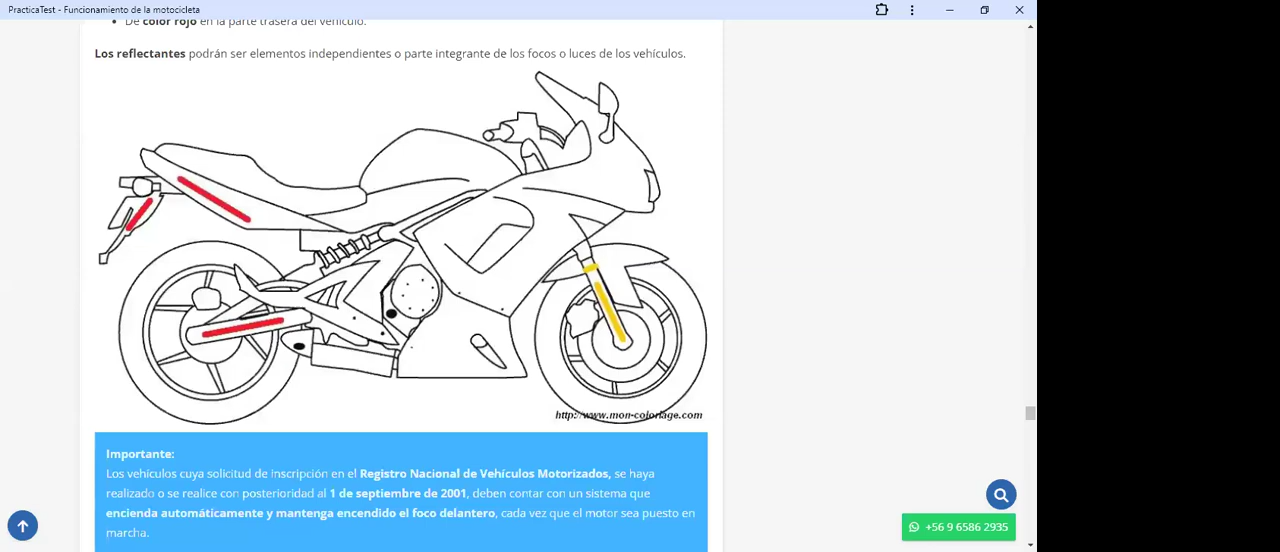 PracticaTest - Funcionamiento de la motocicleta
De color rojo en la parte trasera del vehículo.
Los reflectantes podrán ser elementos independientes o parte integrante de los focos o luces de los vehículos.
http://www.mon-coloriage.com
Importante:
Los vehículos cuya solicitud de inscripción en el Registro Nacional de Vehículos Motorizados, se haya
realizado o se realice con posterioridad al 1 de septiembre de 2001, deben contar con un sistema que
encienda automáticamente y mantenga encendido el foco delantero, cada vez que el motor sea puesto en
marcha.
+56 9 6586 2935